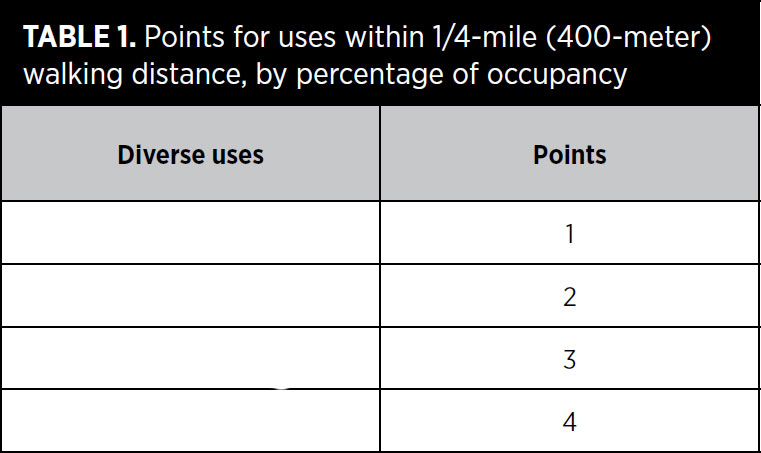 TABLE 1. Points for uses within 1/4-mile (400-meter)
walking distance, by percentage of occupancy
Diverse uses Points
1
2
3
4